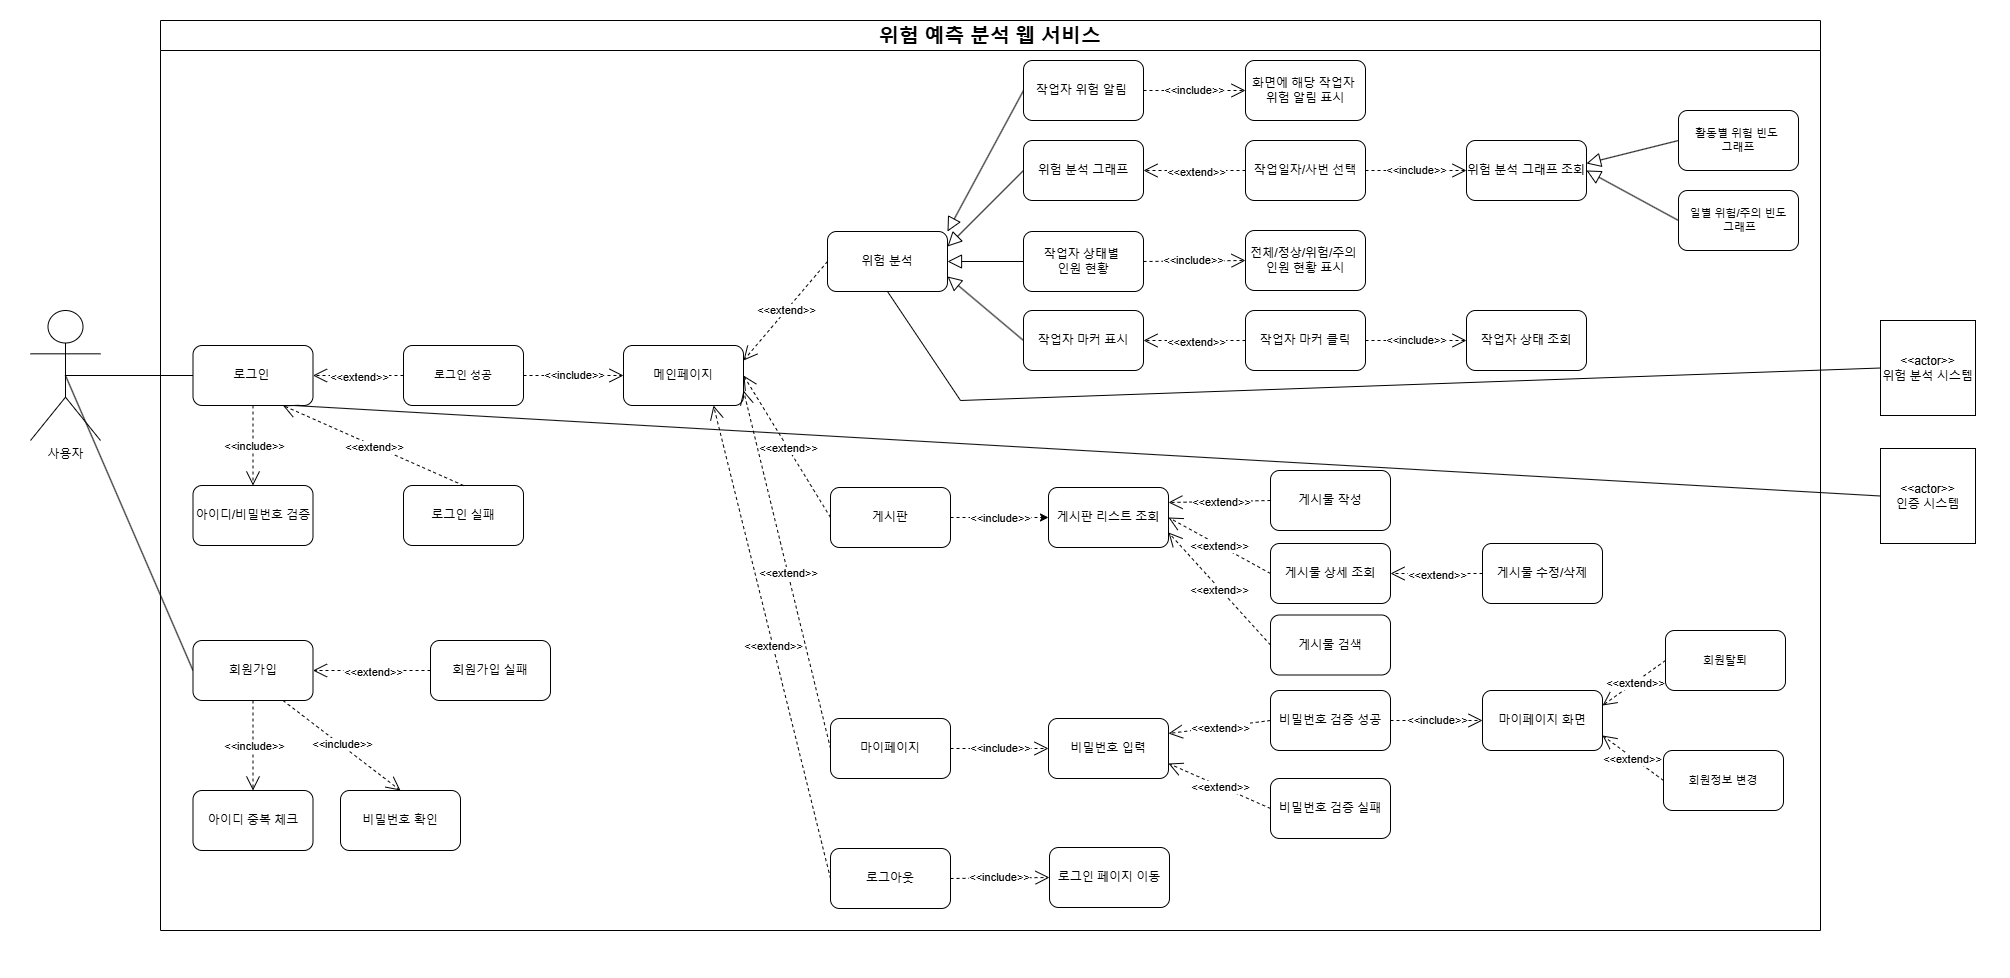 위험 예측 분석 웹 서비스
작업자 위험 알림
<<include>>
화면에 해당 작업자
위험 알림 표시
활동별 위험 빈도
그래프
위험 분석 그래프
<<extend>>
작업일자/사번 선택
<<include>>
위험 분석 그래프 조회
일별 위험/주의 빈도
그래프
위험 분석
작업자 상태별
인원 현황
<<include>>
전체/정상/위험/주의
인원 현황 표시
<<extend>>
작업자 마커 표시
<<extend>>
작업자 마커 클릭
<<include>>
작업자 상태 조회
<<actor>>
위험 분석 시스템
로그인
<<extend>>
로그인 성공
<<include>>
메인페이지
사용자
<<include>>
<<extend>>
<<extend>>
아이디/비밀번호 검증
로그인 실패
게시판
<<include>>
게시판 리스트 조회
<<extend>>
게시물 작성
<<actor>>
인증 시스템
<<extend>>
<<extend>>
게시물 상세 조회
<<extend>>
게시물 수정/삭제
<<extend>>
<<extend>>
게시물 검색
회원가입
<<extend>>
회원가입 실패
회원탈퇴
<<extend>>
<<include>>
<<include>>
마이페이지
<<include>>
비밀번호 입력
<<extend>>
비밀번호 검증 성공
<<include>>
마이페이지 화면
<<extend>>
회원정보 변경
<<extend>>
비밀번호 검증 실패
아이디 중복 체크
비밀번호 확인
로그아웃
<<include>>
로그인 페이지 이동